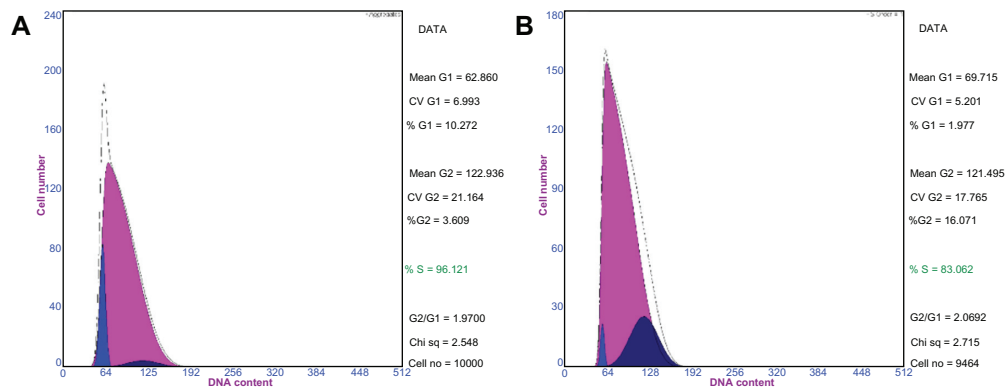 A
DATA
240
200
160
120
80
40
0
Cell number
0
64
125
192
256
320
384
448
512
DNA content
Mean G1 = 62.860
CV G1 = 6.993
% G1 = 10.272
Mean G2 = 122.936
CV G2 = 21.164
%G2 = 3.609
% S = 96.121
G2/G1 = 1.9700
Chi sq = 2.548
Cell no = 10000
B
DATA
180
150
120
90
60
30
0
Cell number
0
64
128
192
256
320
384
448
512
DNA content
Mean G1 = 69.715
CV G1 = 5.201
% G1 = 1.977
Mean G2 = 121.495
CV G2 = 17.765
%G2 = 16.071
% S = 83.062
G2/G1 = 2.0692
Chi sq = 2.715
Cell no = 9464